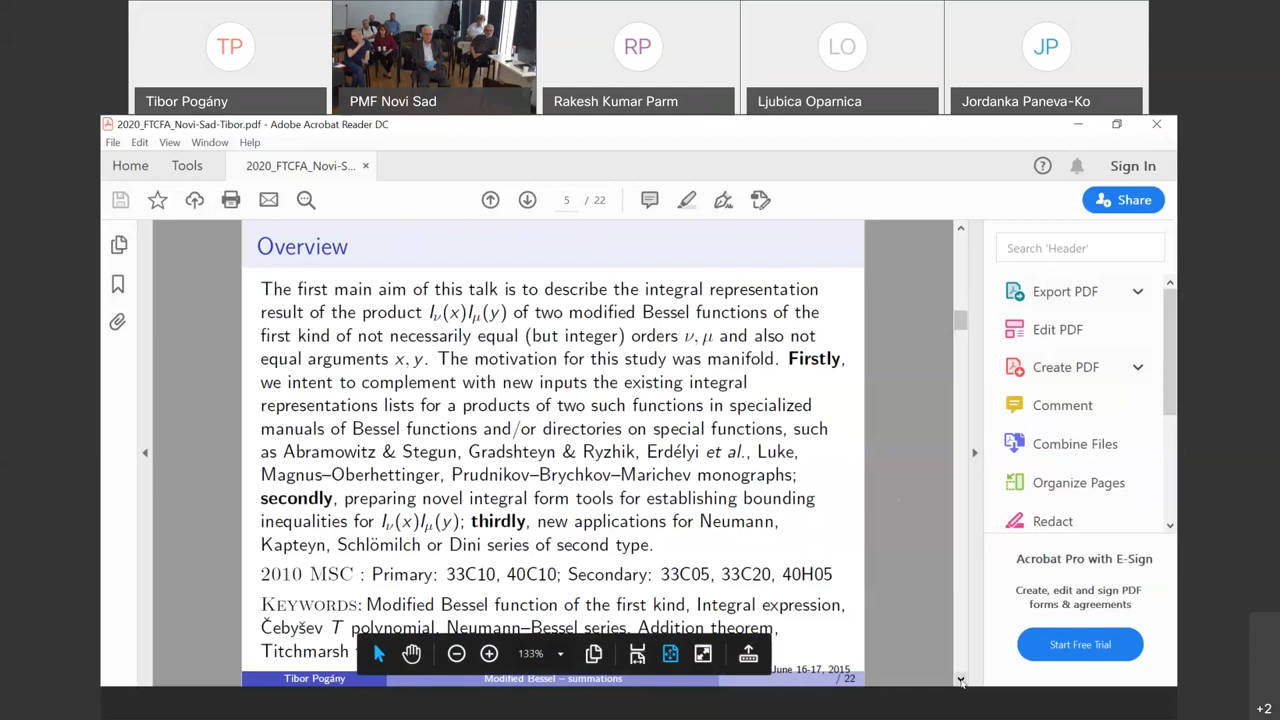 TP
RP
LO
JP
Tibor Pogány
PMF Novi Sad
Rakesh Kumar Parm
Ljubica Oparnica
Jordanka Paneva-Ko
2020_FTCFA_Novi-Sad-Tibor.pdf - Adobe Acrobat Reader DC
File Edit View Window Help
Home Tools 2020_FTCFA_Novi-S... × Sign In
5 / 22 Share
Overview
The first main aim of this talk is to describe the integral representation
result of the product Iν(x)Iμ(y) of two modified Bessel functions of the
first kind of not necessarily equal (but integer) orders ν, μ and also not
equal arguments x, y. The motivation for this study was manifold. Firstly,
we intent to complement with new inputs the existing integral
representations lists for a products of two such functions in specialized
manuals of Bessel functions and/or directories on special functions, such
as Abramowitz & Stegun, Gradshteyn & Ryzhik, Erdélyi et al., Luke,
Magnus–Oberhettinger, Prudnikov–Brychkov–Marichev monographs;
secondly, preparing novel integral form tools for establishing bounding
inequalities for Iν(x)Iμ(y); thirdly, new applications for Neumann,
Kapteyn, Schlömilch or Dini series of second type.
2010 MSC : Primary: 33C10, 40C10; Secondary: 33C05, 33C20, 40H05
Keywords: Modified Bessel function of the first kind, Integral expression,
Čebyšev T polynomial, Neumann–Bessel series, Addition theorem,
Titchmarsh
133%
June 16-17, 2015
Tibor Pogány Modified Bessel – summations / 22
Search 'Header'
Export PDF
Edit PDF
Create PDF
Comment
Combine Files
Organize Pages
Redact
Acrobat Pro with E-Sign
Create, edit and sign PDF
forms & agreements
Start Free Trial
+2